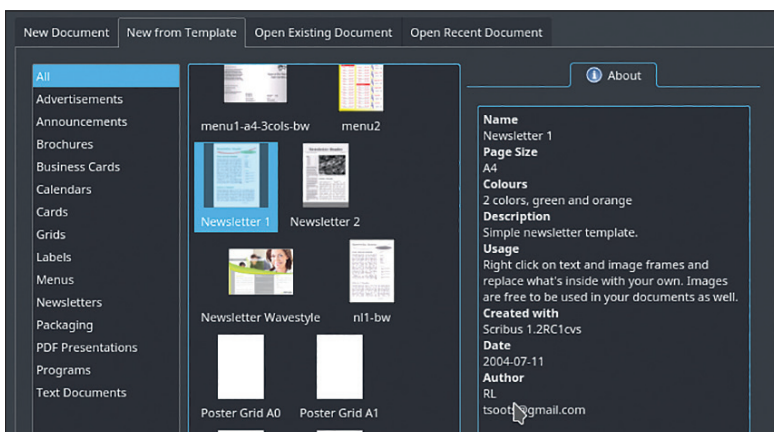 New Document
New from Template
Open Existing Document
Open Recent Document
All
Advertisements
Announcements
Brochures
Business Cards
Calendars
Cards
Grids
Labels
Menus
Newsletters
Packaging
PDF Presentations
Programs
Text Documents
menu1-a4-3cols-bw
menu2
Newsletter 1
Newsletter 2
Newsletter Wavestyle
nl1-bw
Poster Grid A0
Poster Grid A1
About
Name
Newsletter 1
Page Size
A4
Colours
2 colors, green and orange
Description
Simple newsletter template.
Usage
Right click on text and image frames and
replace what's inside with your own. Images
are free to be used in your documents as well.
Created with
Scribus 1.2RC1cvs
Date
2004-07-11
Author
RL